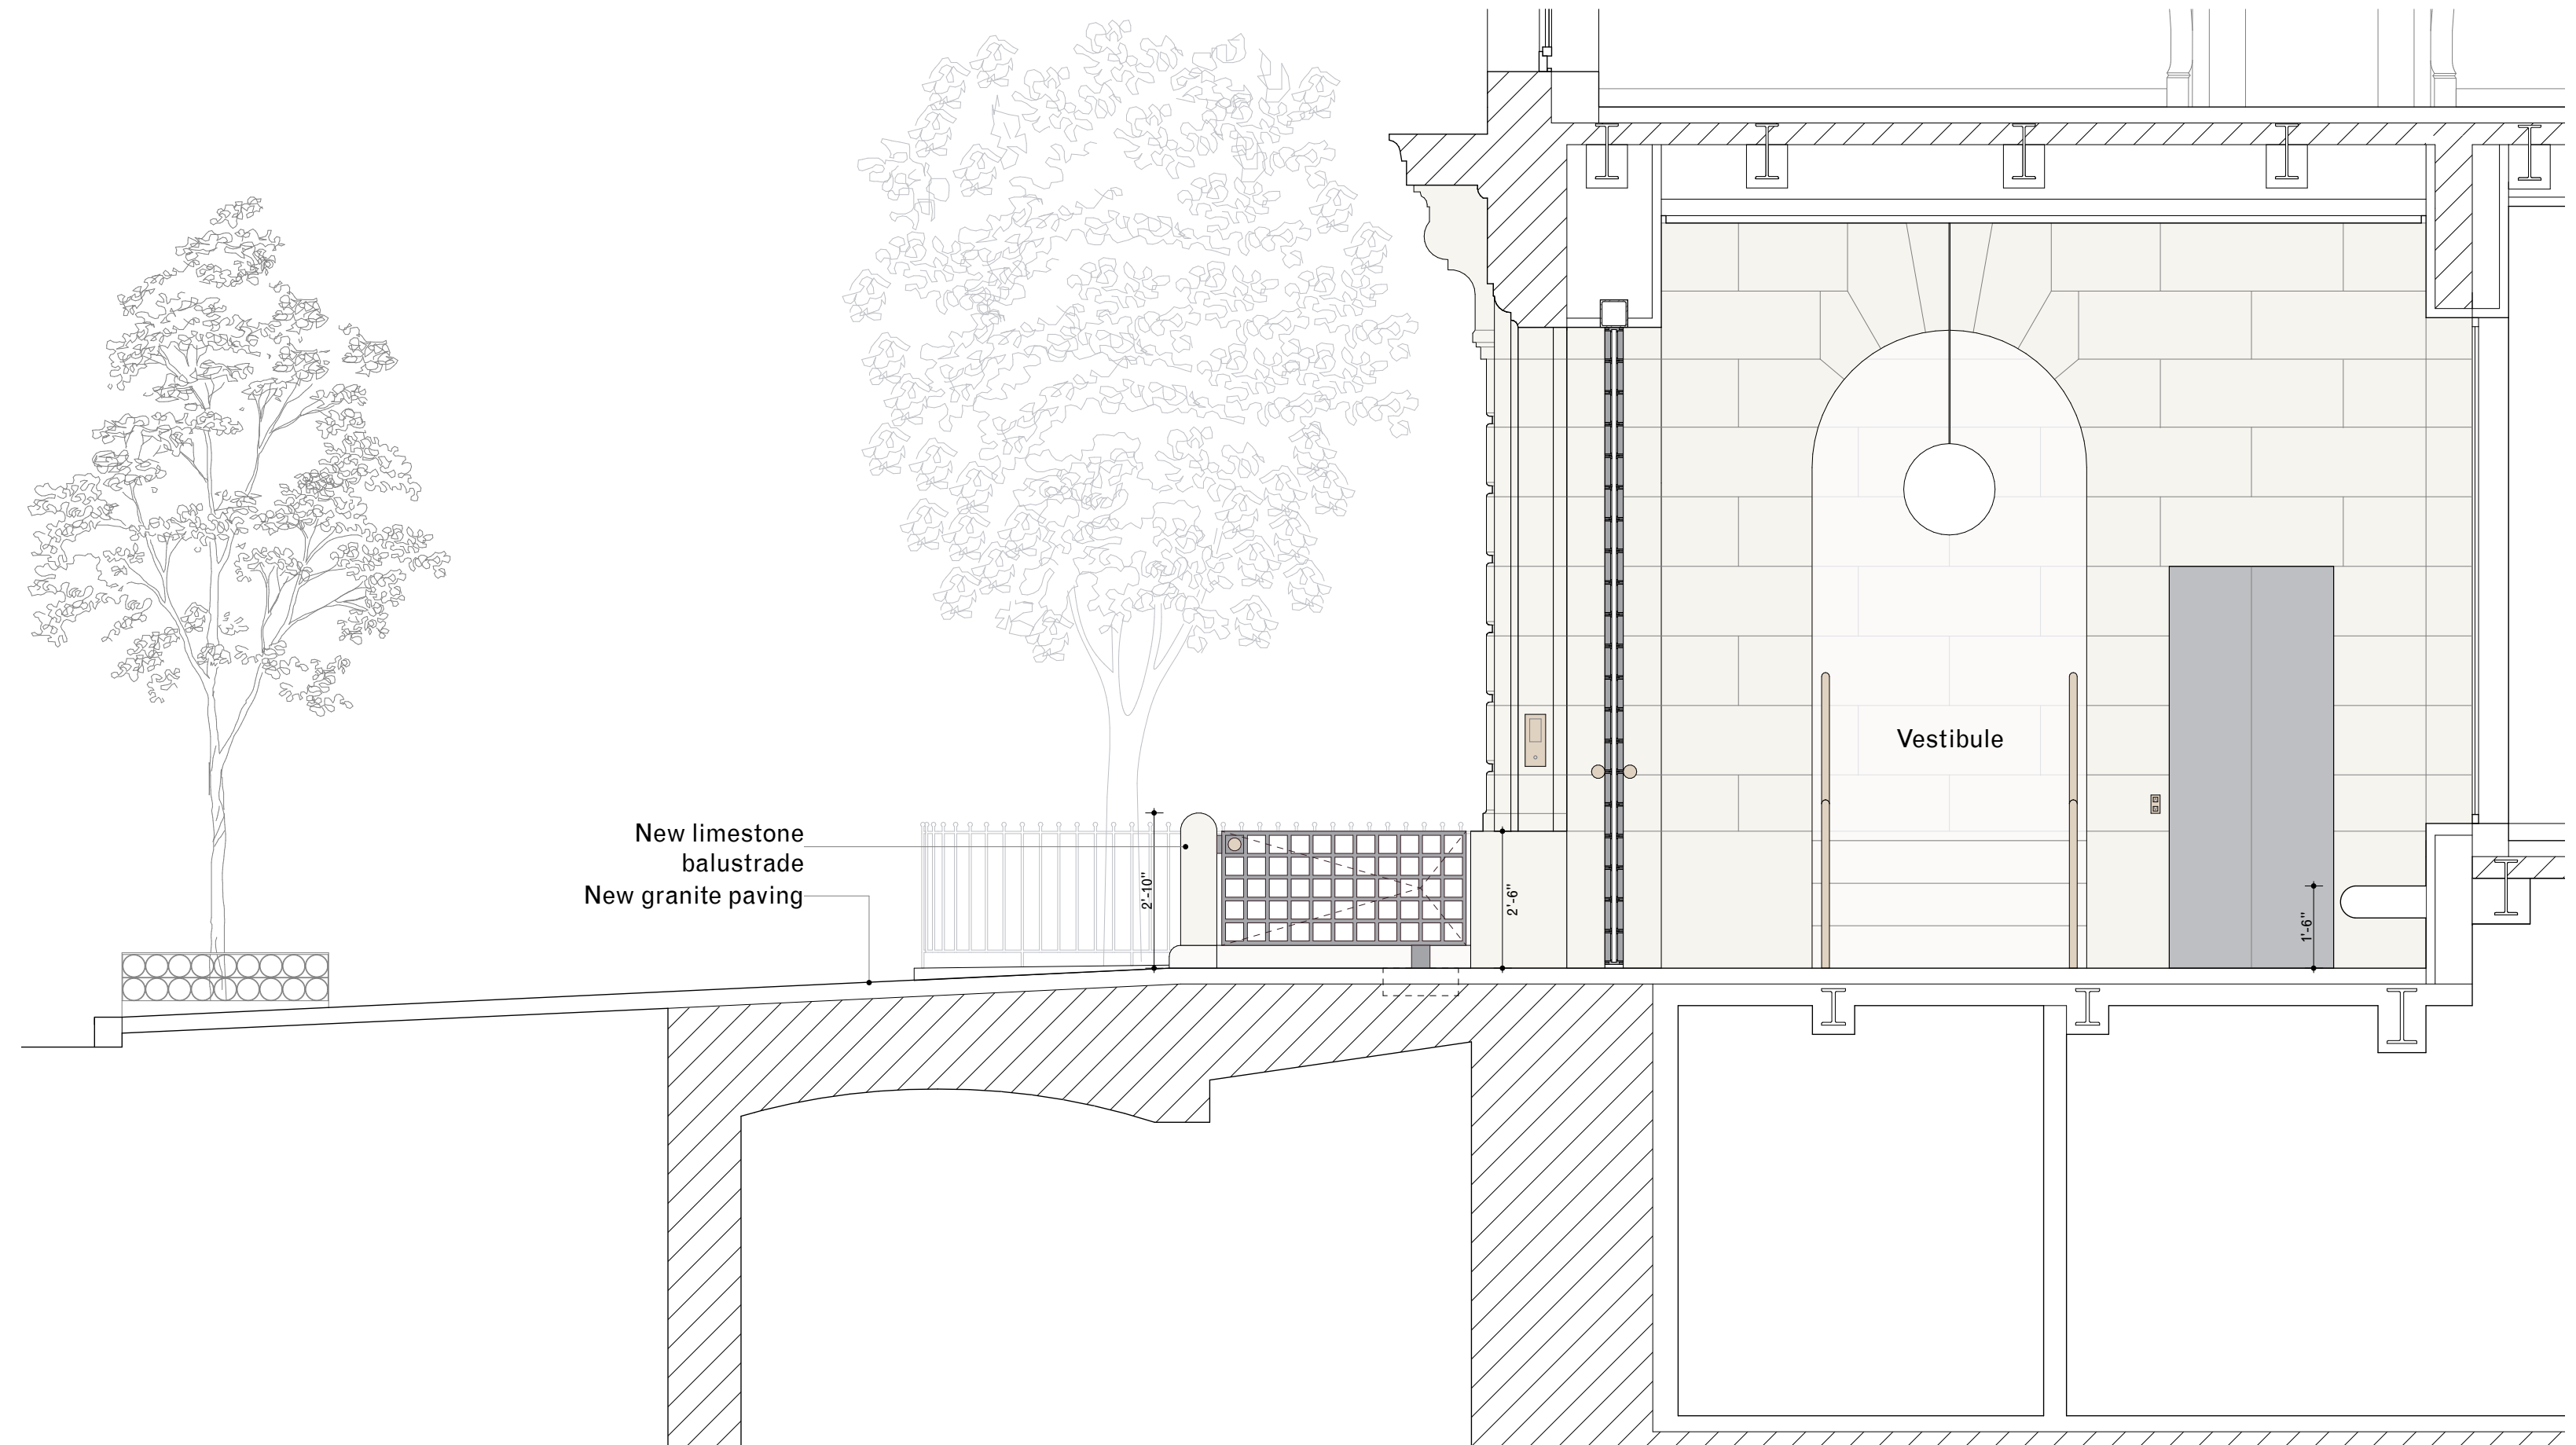 Vestibule
New limestone
balustrade
New granite paving
2'-10"
2'-6"
1'-6"